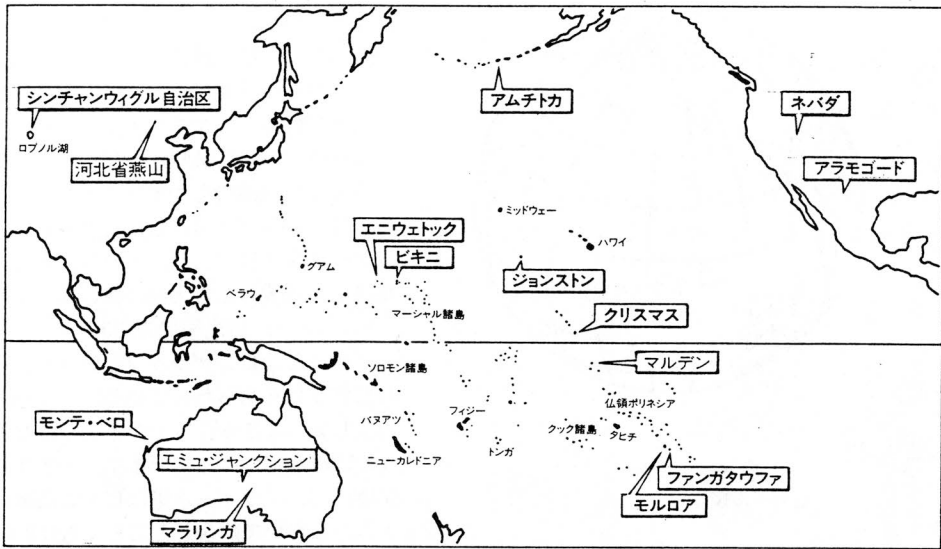 アムチトカ
シンチャンウィグル自治区
ロプノル湖
河北省燕山
ネバダ
アラモゴード
ミッドウェー
ハワイ
エニウェトック
ビキニ
グアム
ジョンストン
ベラウ
マーシャル諸島
クリスマス
マルデン
ソロモン諸島
仏領ポリネシア
バヌアツ
フィジー
クック諸島
タヒチ
モンテ・ベロ
ニューカレドニア
トンガ
エミュ・ジャンクション
ファンガタウファ
モルロア
マラリンガ